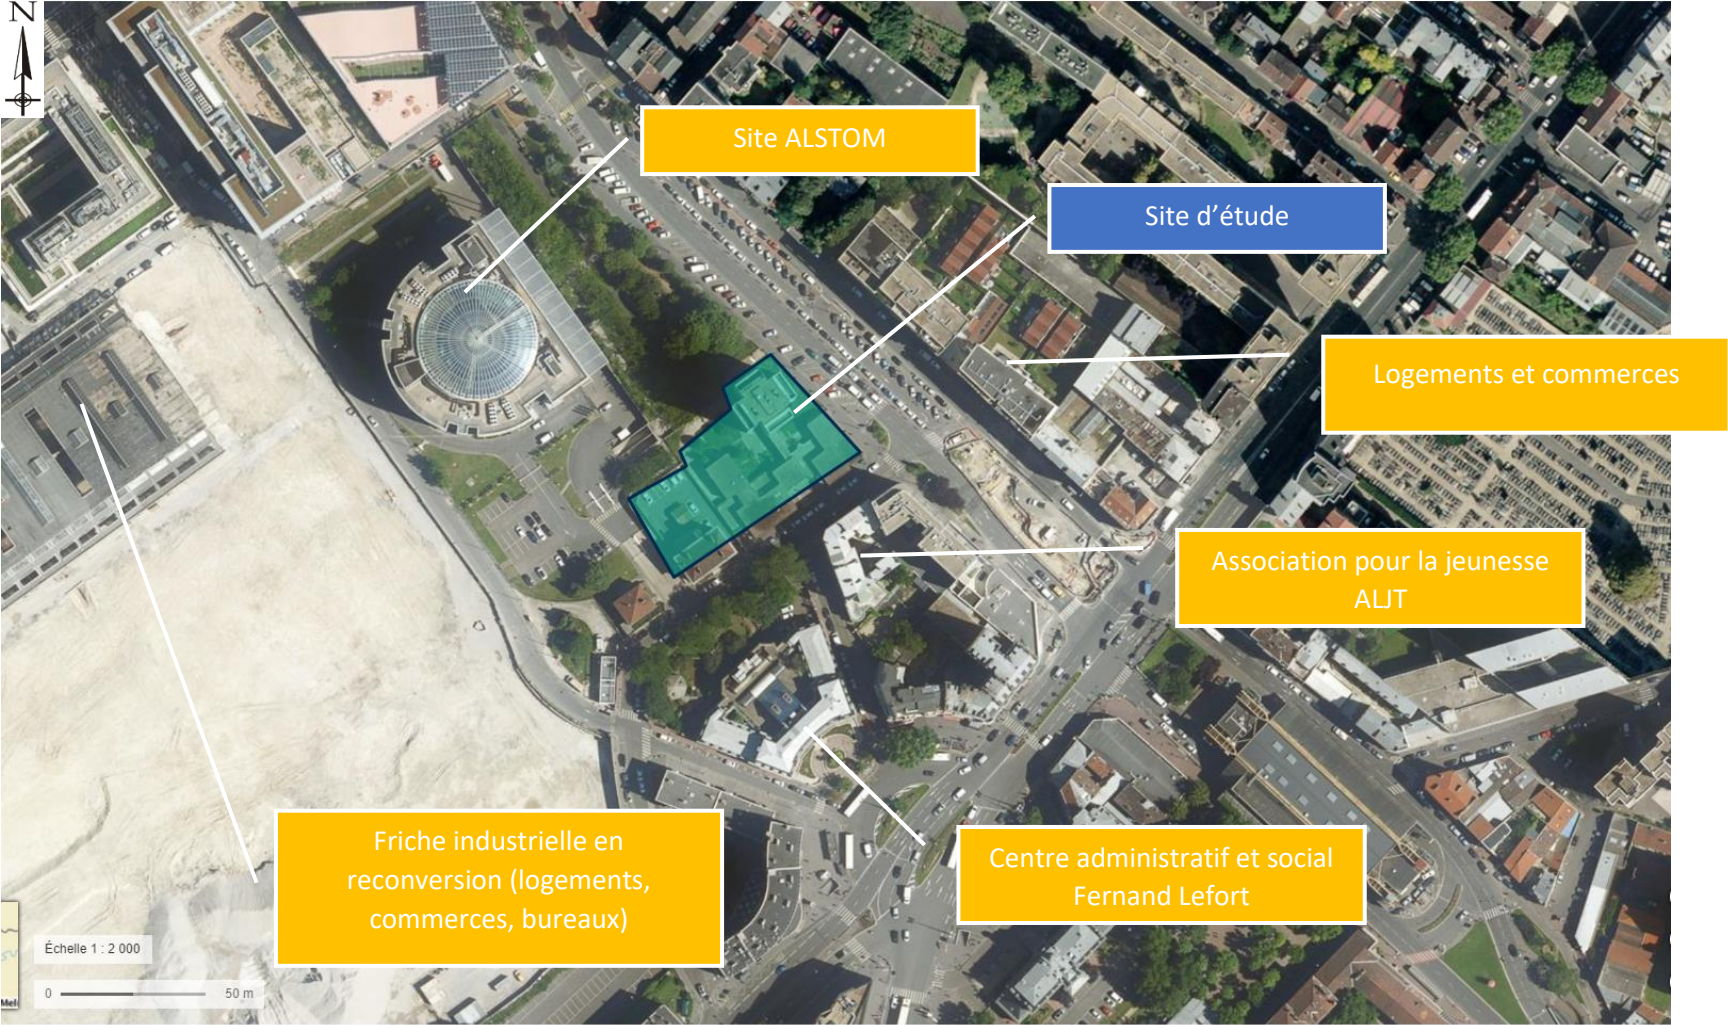 N
Site ALSTOM
Site d'étude
Logements et commerces
Association pour la jeunesse
ALJT
Friche industrielle en
reconversion (logements,
commerces, bureaux)
Centre administratif et social
Fernand Lefort
Échelle 1 : 2 000
0 50 m